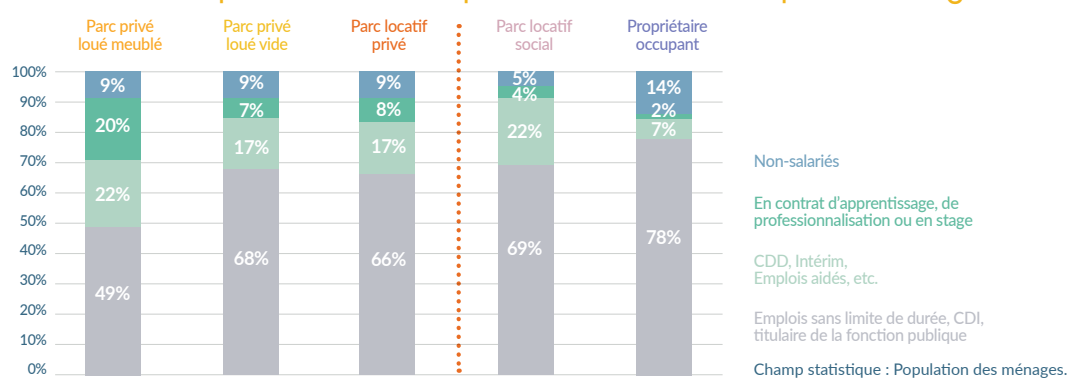 Parc privé
loué meublé
Parc privé
loué vide
Parc locatif
privé
Parc locatif
social
Propriétaire
occupant
100%
90%
80%
70%
60%
50%
40%
30%
20%
10%
0%
9%
20%
22%
49%
9%
7%
17%
68%
9%
8%
17%
66%
5%
4%
22%
69%
14%
2%
7%
78%
Non-salariés
En contrat d'apprentissage, de
professionnalisation ou en stage
CDD, Intérim,
Emplois aidés, etc.
Emplois sans limite de durée, CDI,
titulaire de la fonction publique
Champ statistique : Population des ménages.